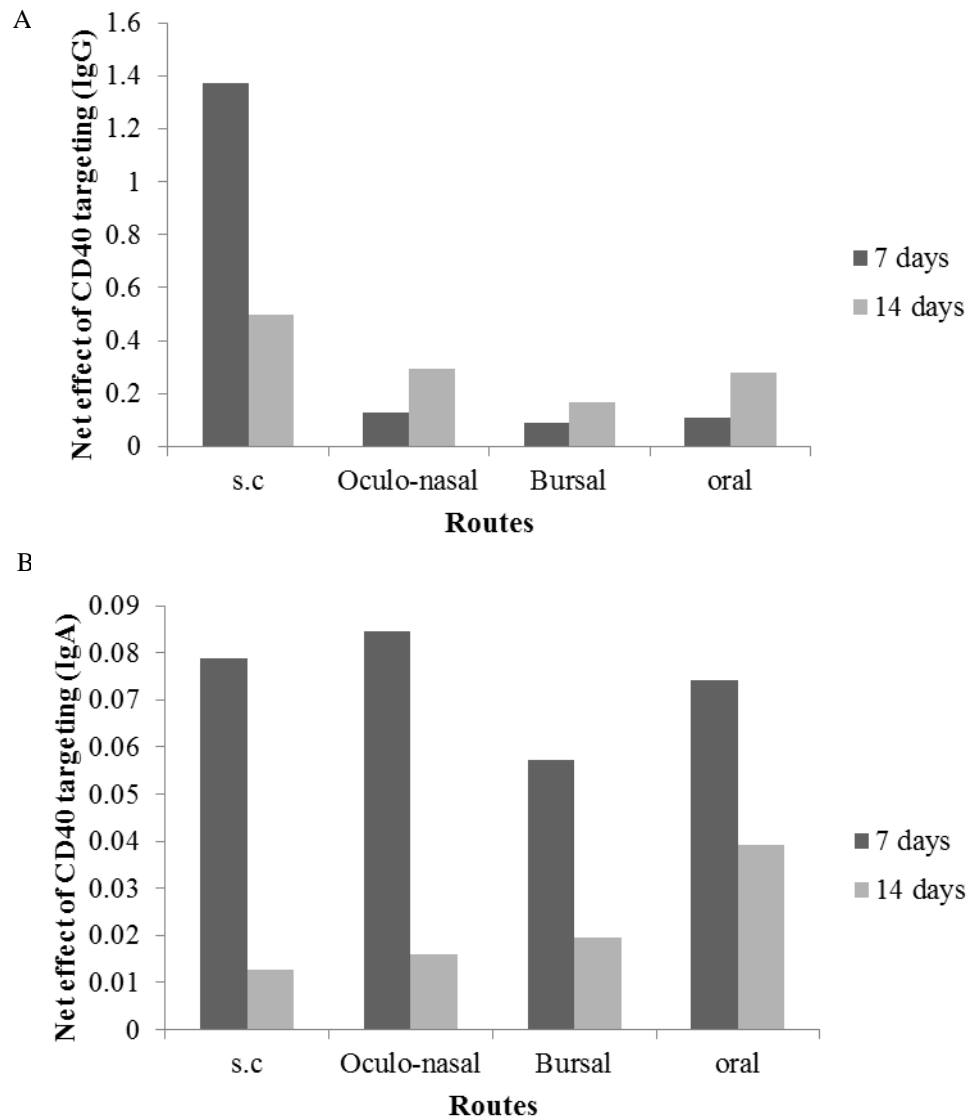 A
Net effect of CD40 targeting (IgG)
1.6
1.4
1.2
1
0.8
0.6
0.4
0.2
0
s.c Oculo-nasal Bursal oral
Routes
7 days
14 days
B
Net effect of CD40 targeting (IgA)
0.09
0.08
0.07
0.06
0.05
0.04
0.03
0.02
0.01
0
s.c Oculo-nasal Bursal oral
Routes
7 days
14 days